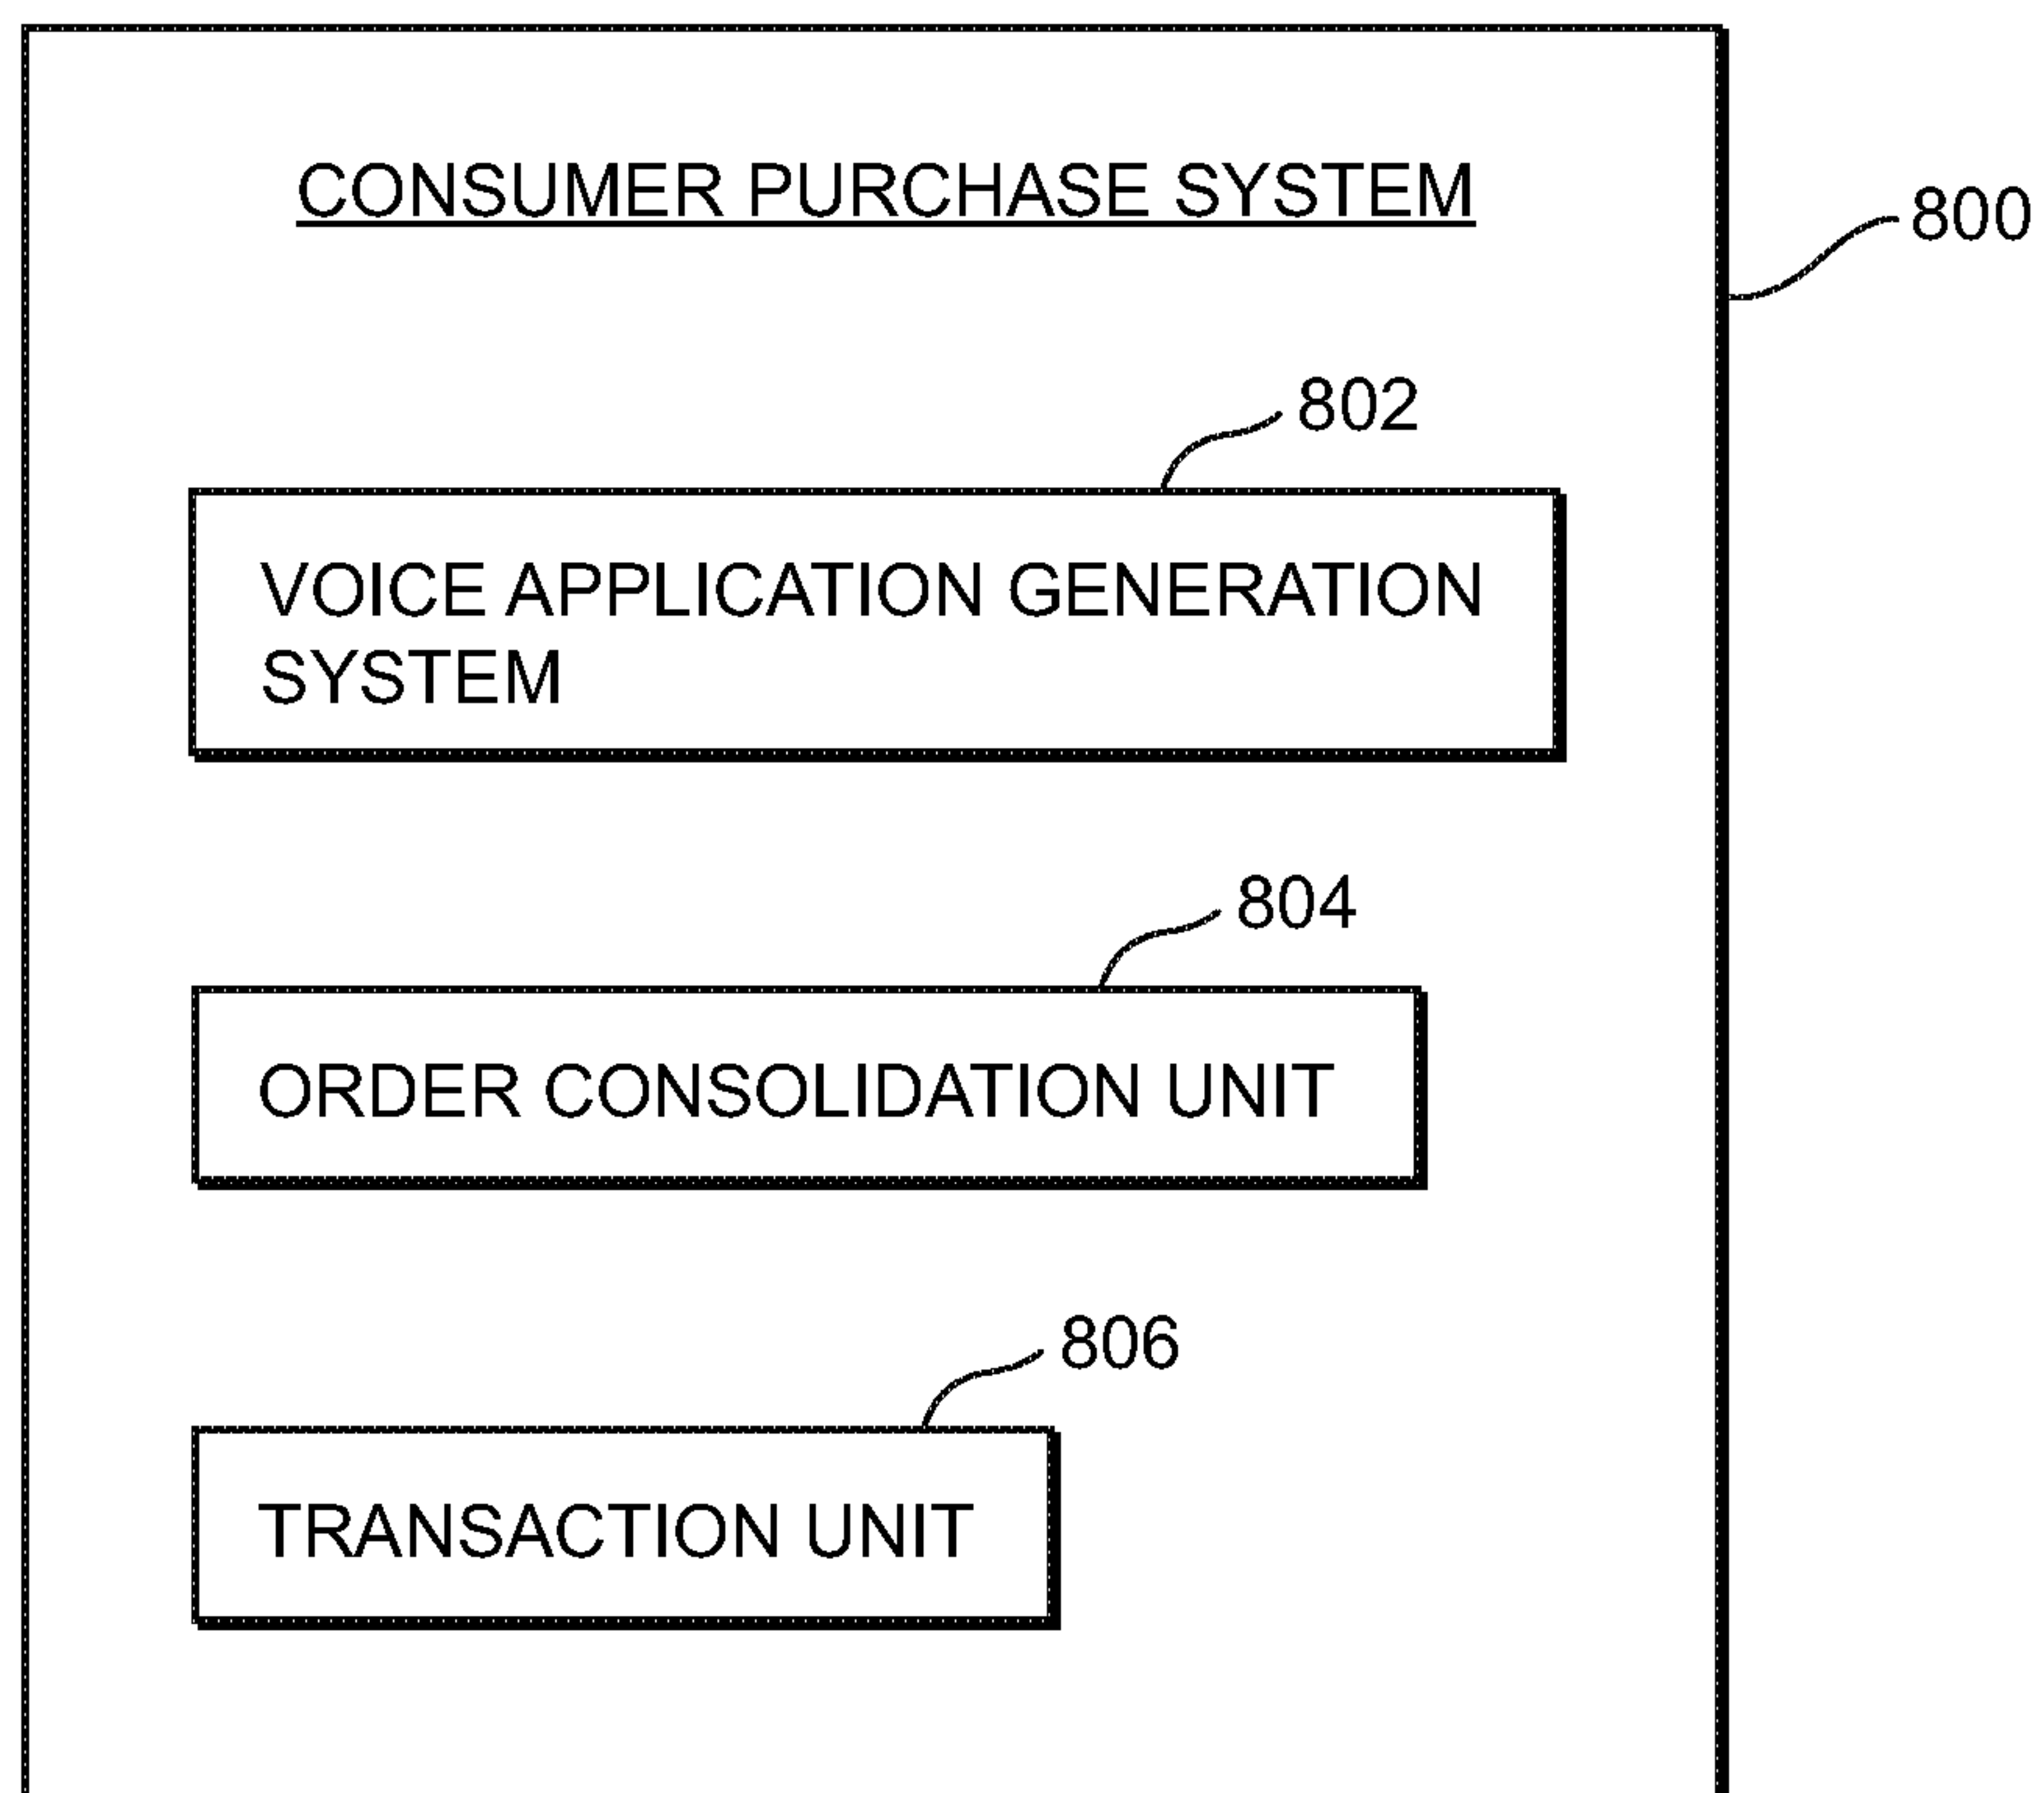 CONSUMER PURCHASE SYSTEM
800
802
VOICE APPLICATION GENERATION
SYSTEM
804
ORDER CONSOLIDATION UNIT
806
TRANSACTION UNIT